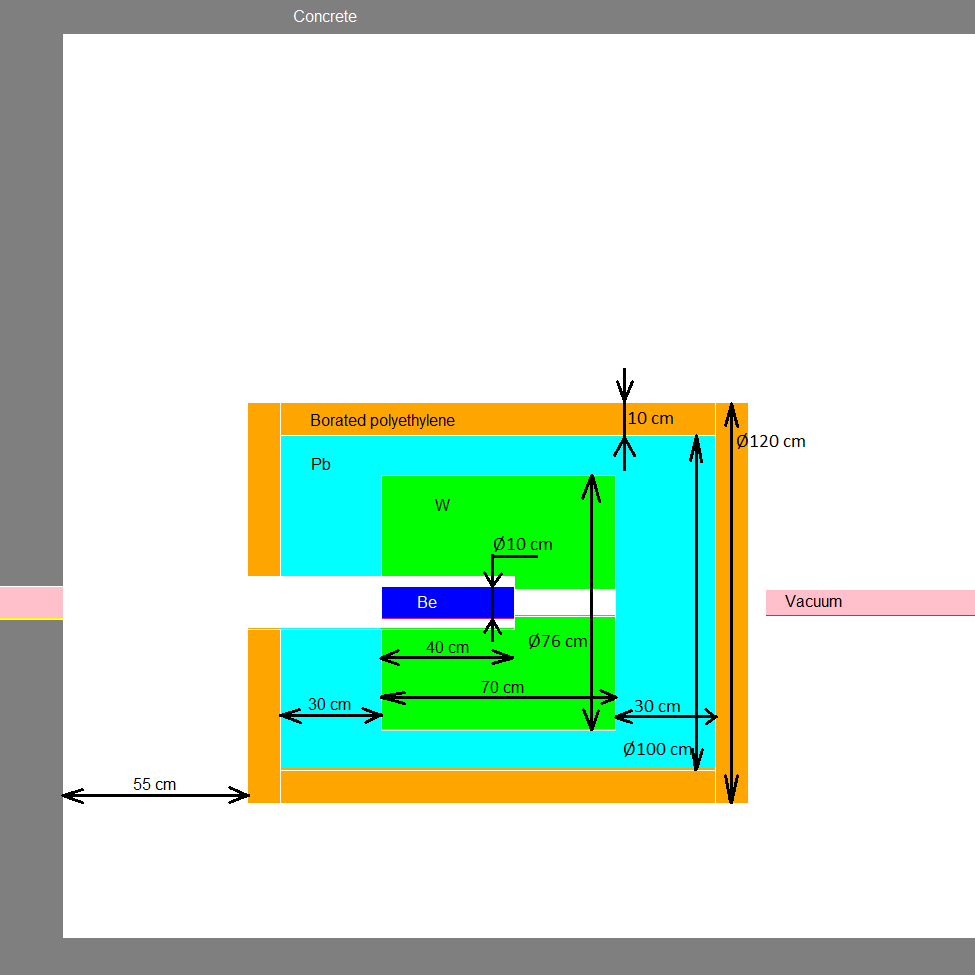 Concrete
10 cm
Borated polyethylene
Ø120 cm
Pb
W
Ø10 cm
Be
Vacuum
Ø76 cm
40 cm
70 cm
30 cm
30 cm
Ø100 cm
55 cm